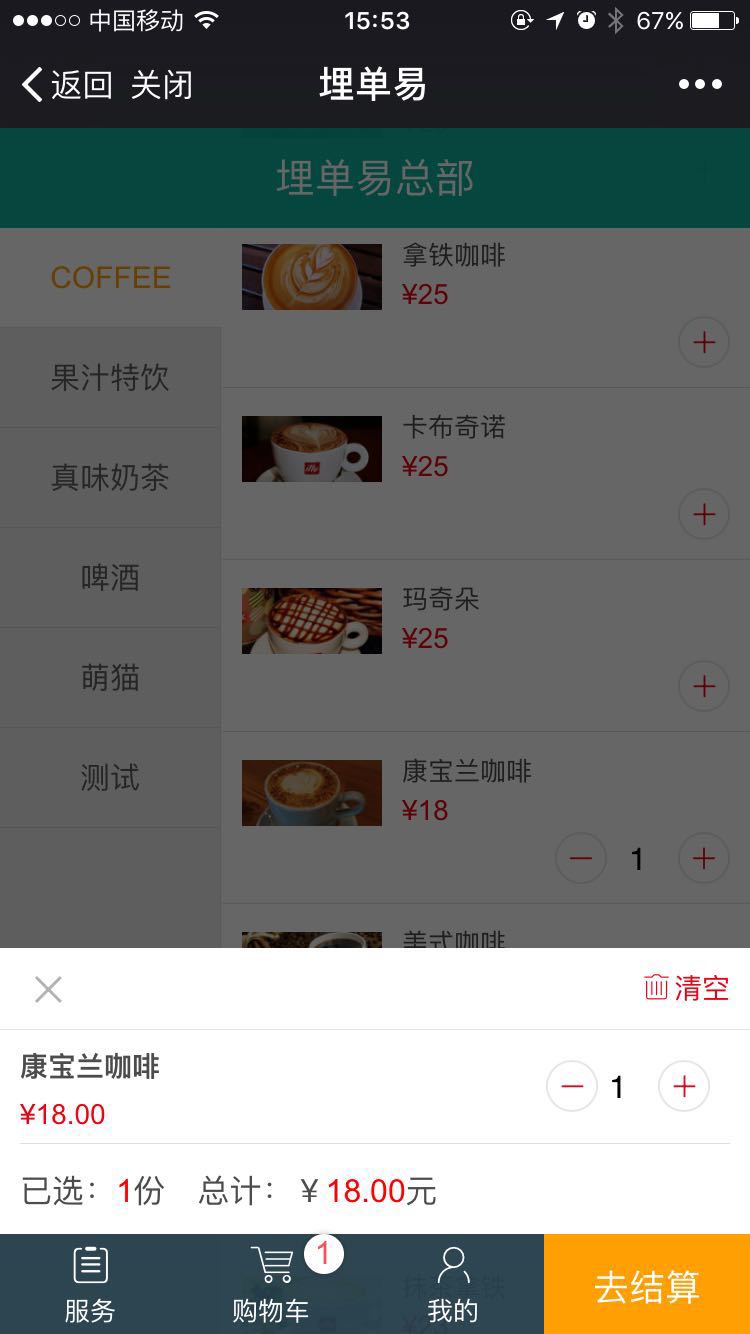 中国移动 15:53 67%
返回 关闭 埋单易
埋单易总部
COFFEE
果汁特饮
真味奶茶
啤酒
萌猫
测试
拿铁咖啡
¥25
卡布奇诺
¥25
玛奇朵
¥25
康宝兰咖啡
¥18
1
美式咖啡
清空
康宝兰咖啡
¥18.00
1
已选：1份 总计：¥18.00元
服务
购物车
1
我的
去结算